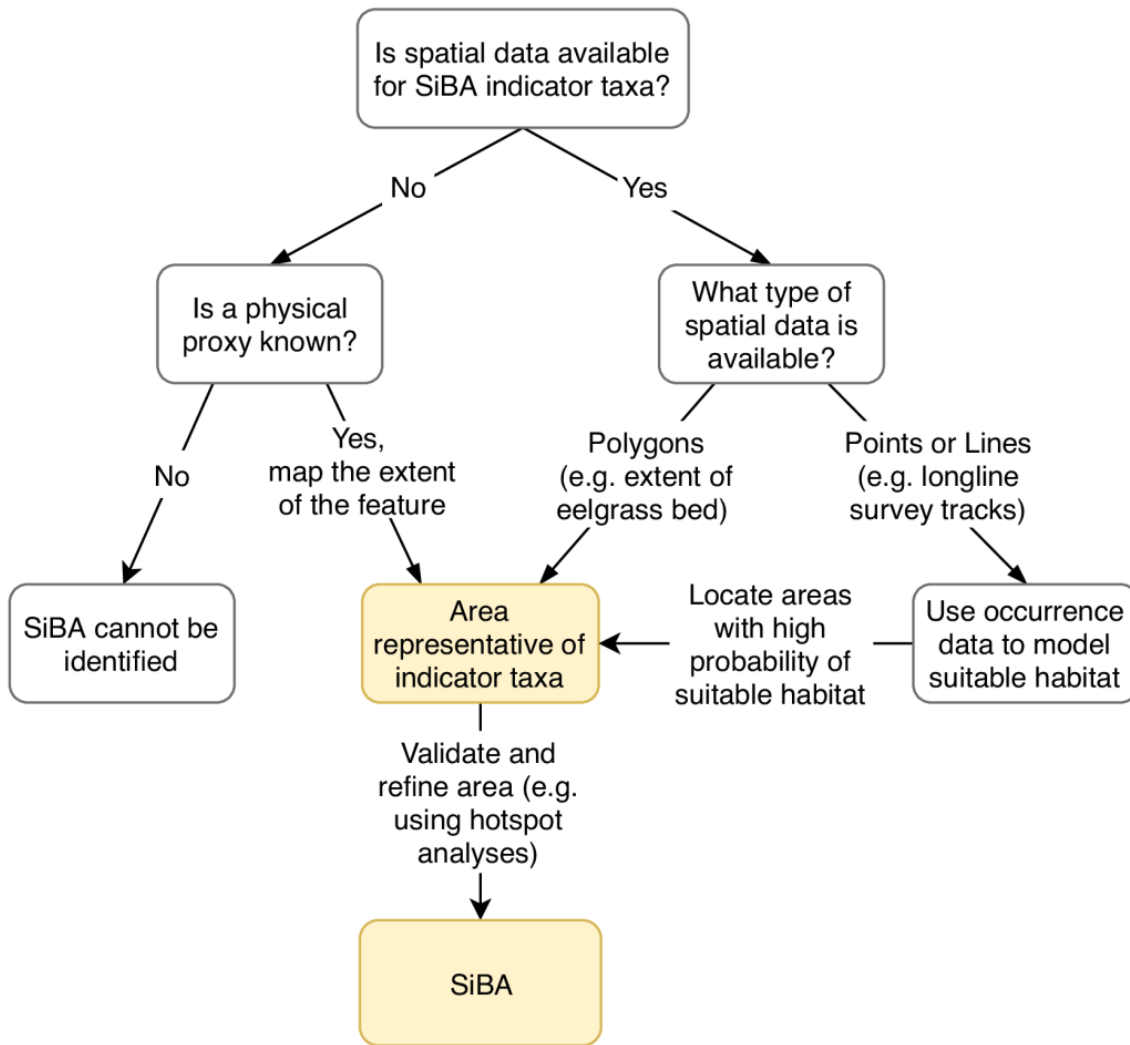 Is spatial data available
for SiBA indicator taxa?
No
Yes
Is a physical
proxy known?
What type of
spatial data is
available?
No
Yes,
map the extent
of the feature
Polygons
(e.g. extent of
eelgrass bed)
Points or Lines
(e.g. longline
survey tracks)
SiBA cannot be
identified
Area
representative of
indicator taxa
Locate areas
with high
probability of
suitable habitat
Use occurrence
data to model
suitable habitat
Validate and
refine area (e.g.
using hotspot
analyses)
SiBA